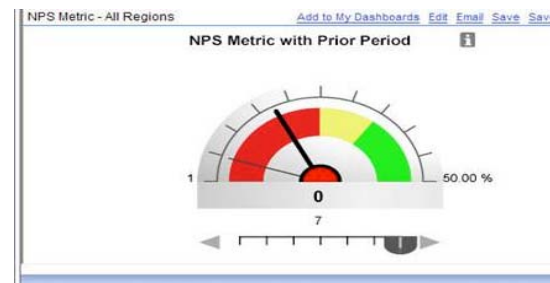 NPS Metric - All Regions Add to My Dashboards Edit Email Save Save
NPS Metric with Prior Period i
1 50.00 %
0
7